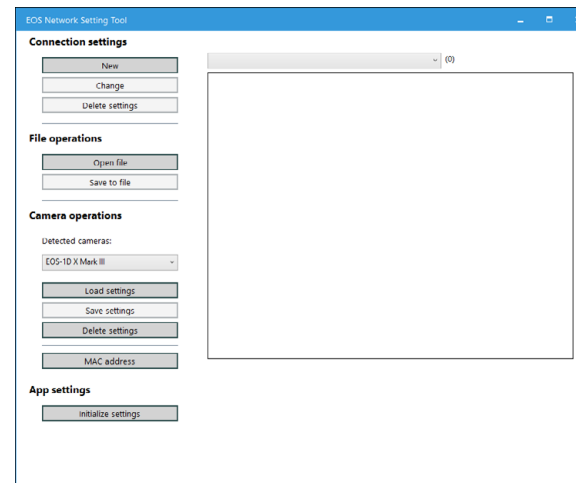 EOS Network Setting Tool
Connection settings
New
(0)
Change
Delete settings
File operations
Open file
Save to file
Camera operations
Detected cameras:
EOS-1D X Mark III
Load settings
Save settings
Delete settings
MAC address
App settings
Initialize settings